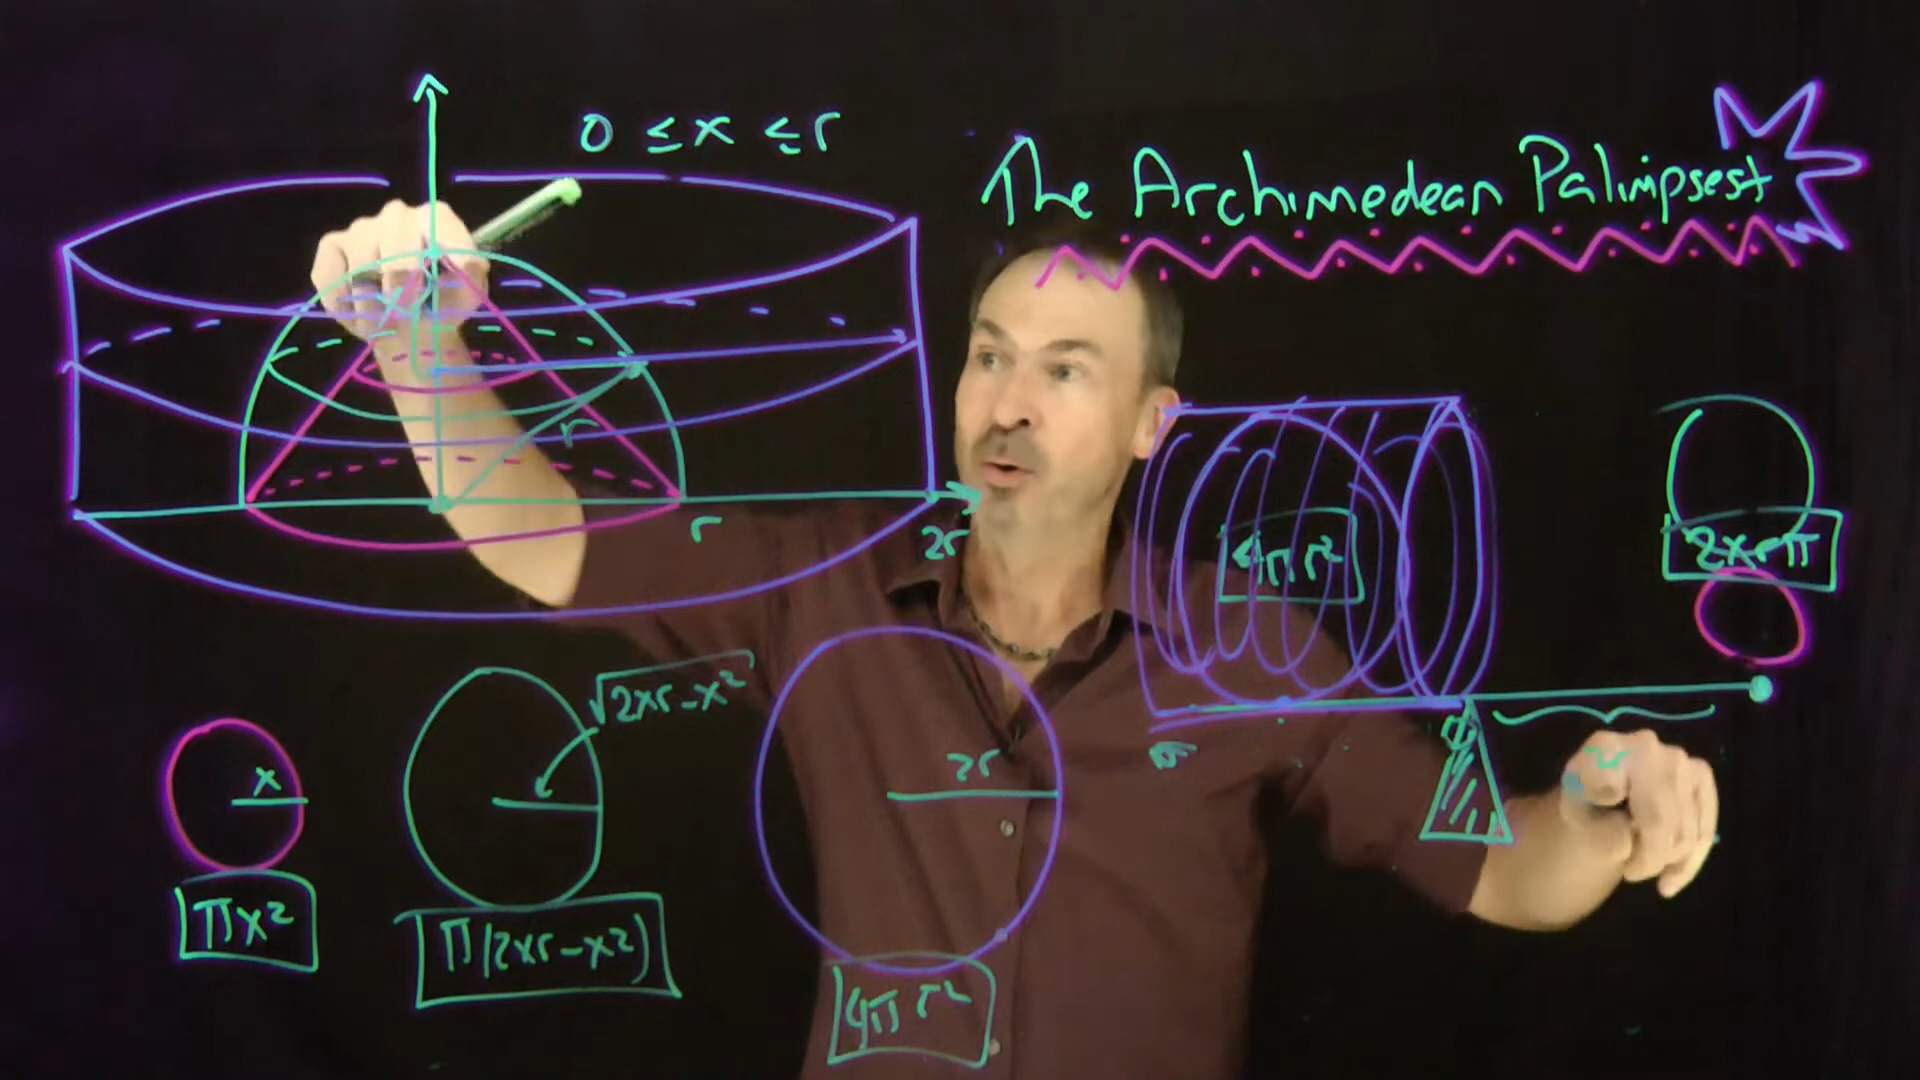 0 ≤ x ≤ r
The Archimedean Palimpsest
x
r
r
2r
4πr²
2xrπ
√2xr-x²
2r
x
πx²
π(2xr-x²)
4πr²